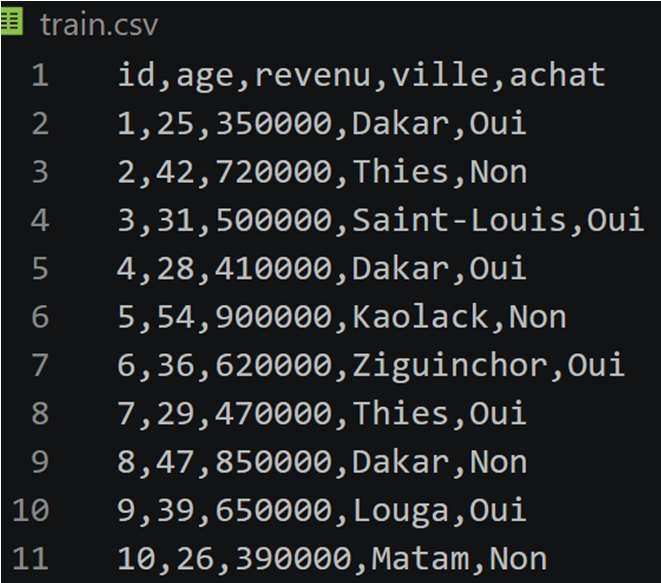 train.csv
1 id,age,revenu,ville,achat
2 1,25,350000,Dakar,Oui
3 2,42,720000,Thies,Non
4 3,31,500000,Saint-Louis,Oui
5 4,28,410000,Dakar,Oui
6 5,54,900000,Kaolack,Non
7 6,36,620000,Ziguinchor,Oui
8 7,29,470000,Thies,Oui
9 8,47,850000,Dakar,Non
10 9,39,650000,Louga,Oui
11 10,26,390000,Matam,Non